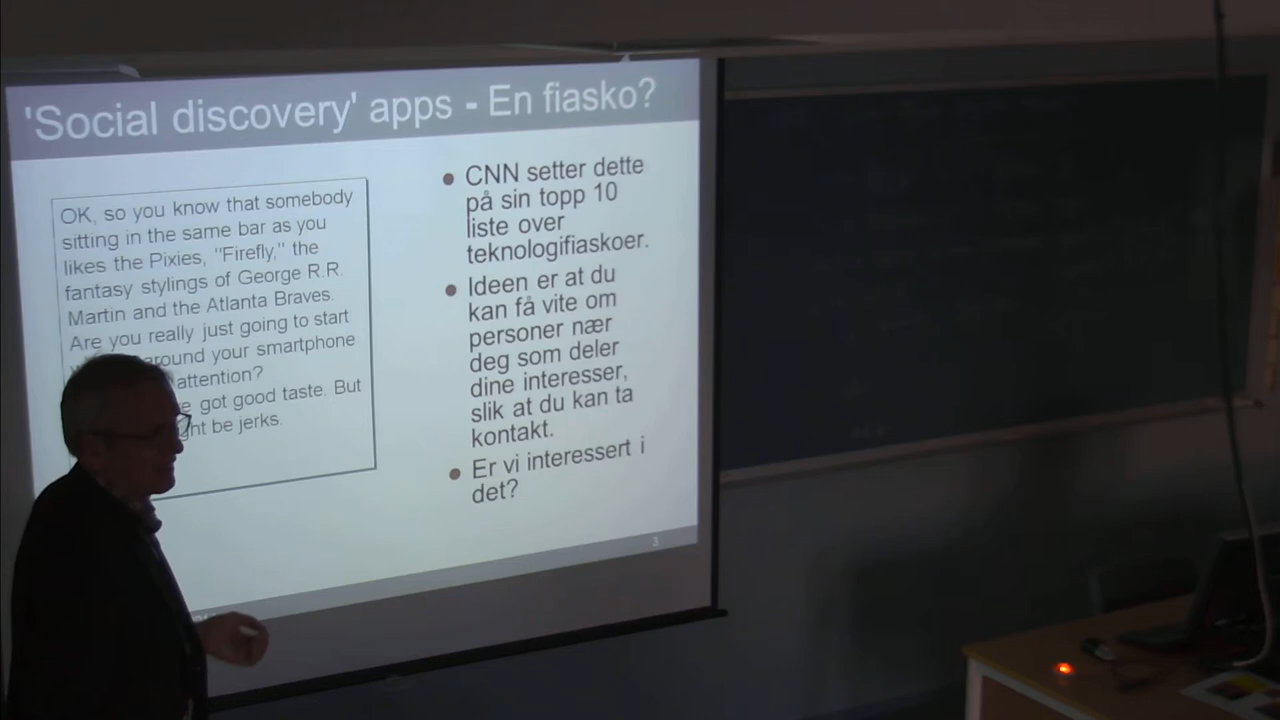 'Social discovery' apps - En fiasko?
OK, so you know that somebody
sitting in the same bar as you
likes the Pixies, "Firefly," the
fantasy stylings of George R.R.
Martin and the Atlanta Braves.
Are you really just going to start
around your smartphone
attention?
got good taste. But
be jerks.
● CNN setter dette
på sin topp 10
liste over
teknologifiaskoer.
● Ideen er at du
kan få vite om
personer nær
deg som deler
dine interesser,
slik at du kan ta
kontakt.
● Er vi interessert i
det?
3